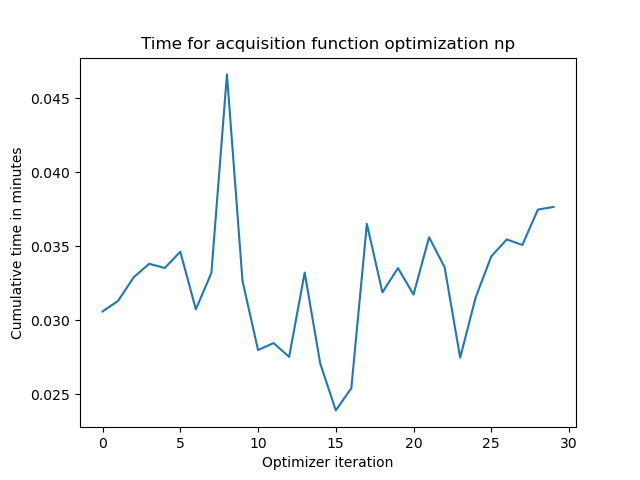 Time for acquisition function optimization np
Cumulative time in minutes
0.045
0.040
0.035
0.030
0.025
0 5 10 15 20 25 30
Optimizer iteration